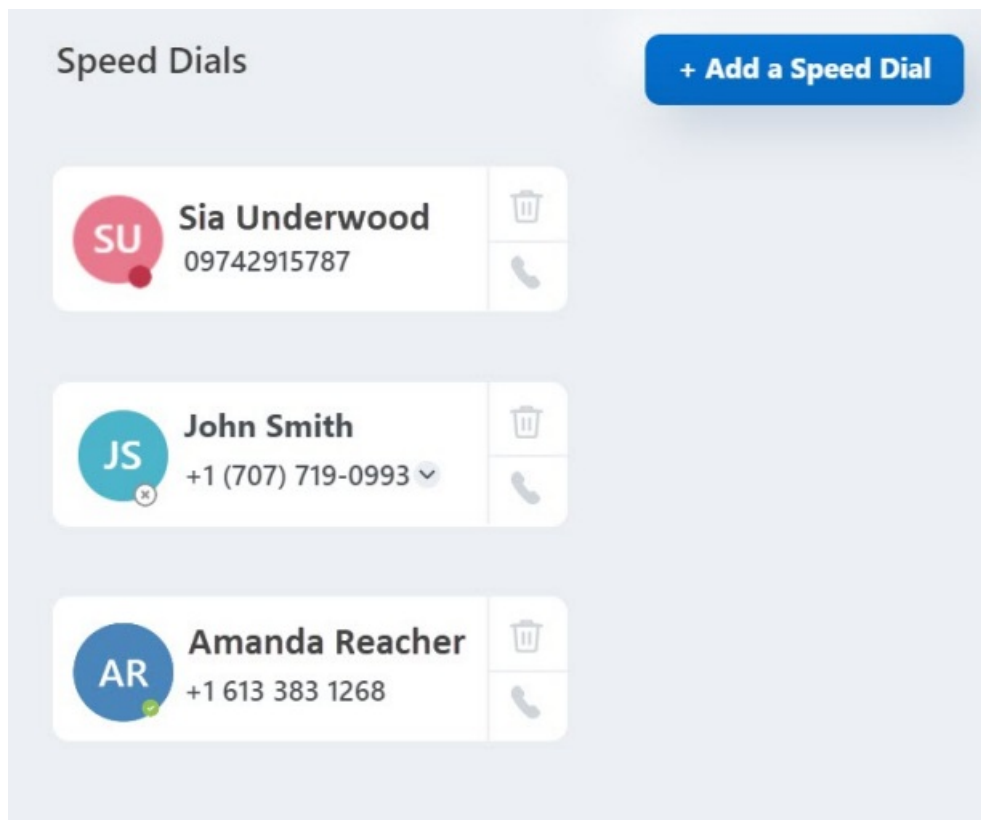 Speed Dials
+ Add a Speed Dial
SU
Sia Underwood
09742915787
JS
John Smith
+1 (707) 719-0993
AR
Amanda Reacher
+1 613 383 1268